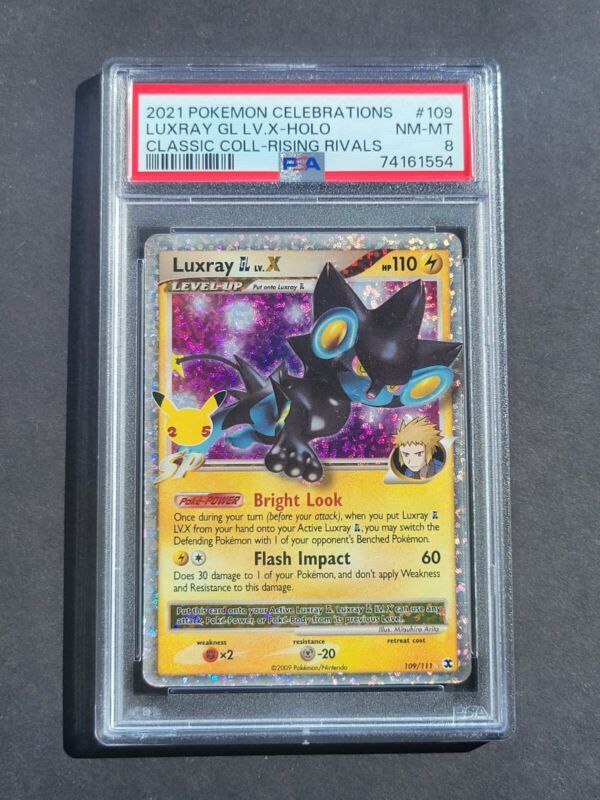 2021 POKEMON CELEBRATIONS #109
LUXRAY GL LV.X-HOLO NM-MT
CLASSIC COLL-RISING RIVALS 8
PSA 74161554
Luxray GL LV.X HP 110
LEVEL-UP Put onto Luxray GL
25
SP
Poké-POWER Bright Look
Once during your turn (before your attack), when you put Luxray GL
LV.X from your hand onto your Active Luxray GL, you may switch the
Defending Pokémon with 1 of your opponent's Benched Pokémon.
Flash Impact 60
Does 30 damage to 1 of your Pokémon, and don't apply Weakness
and Resistance to this damage.
Put this card onto your Active Luxray GL. Luxray GL LV.X can use any
attack, Poké-Power, or Poké-Body from its previous Level.
Illus. Mitsuhiro Arita
weakness resistance retreat cost
×2 -20
©2009 Pokémon/Nintendo 109/111
PSA